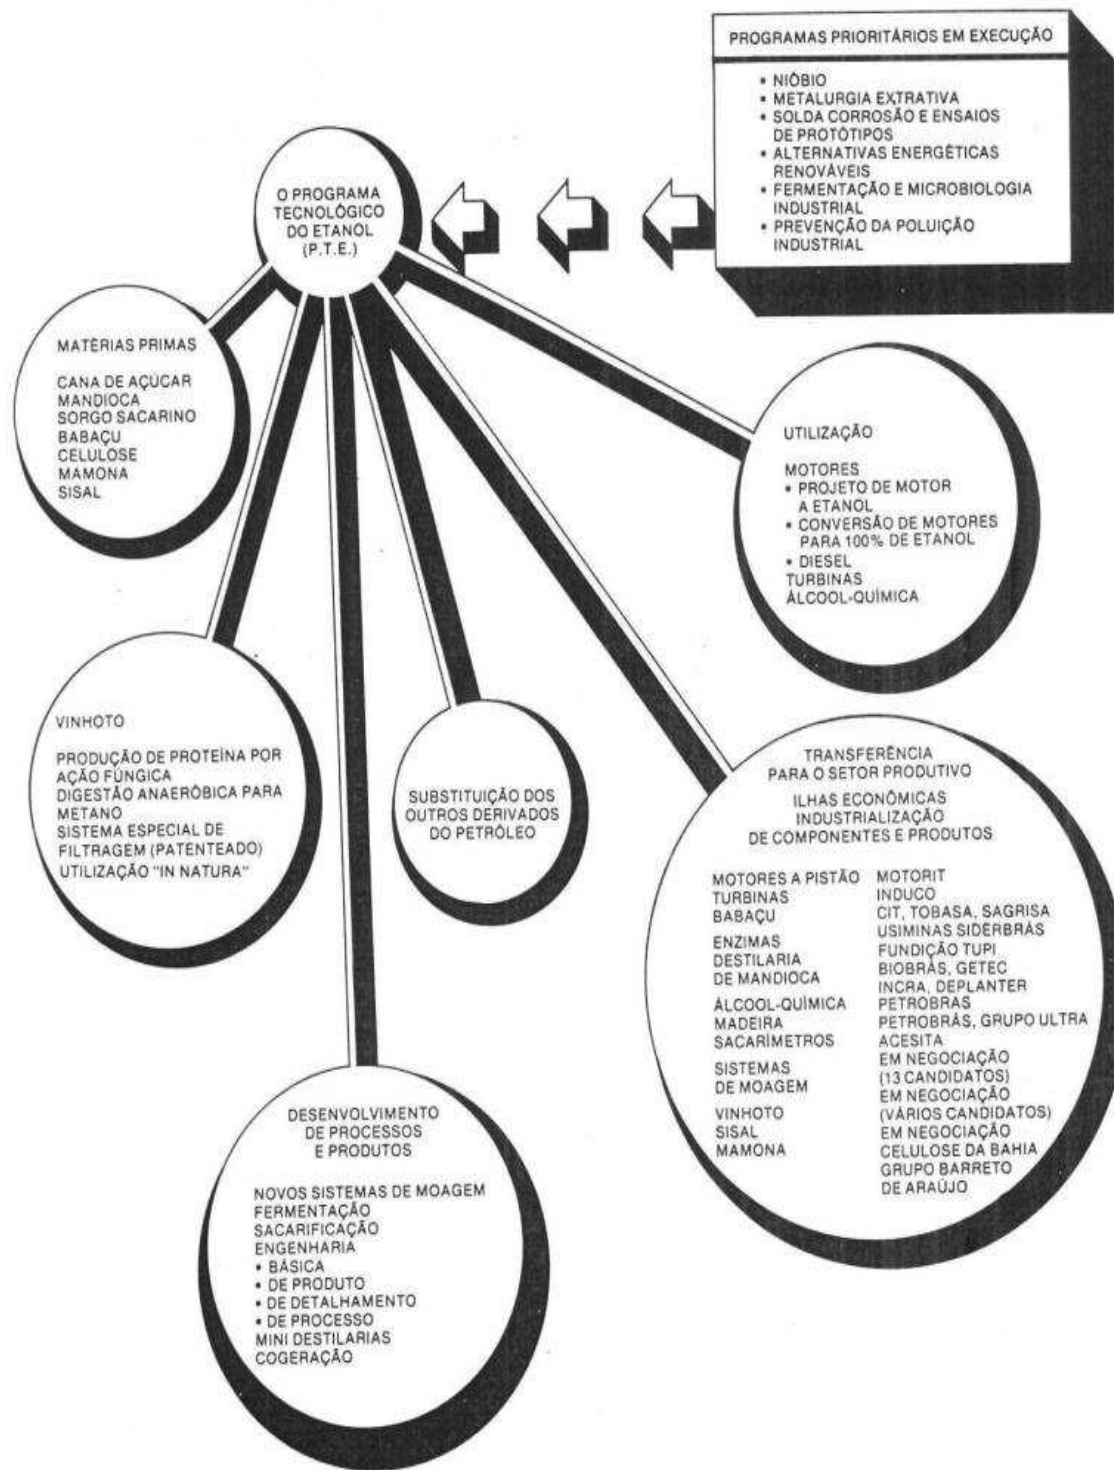 PROGRAMAS PRIORITÁRIOS EM EXECUÇÃO
• NIÓBIO
• METALURGIA EXTRATIVA
• SOLDA CORROSÃO E ENSAIOS
DE PROTÓTIPOS
• ALTERNATIVAS ENERGÉTICAS
RENOVÁVEIS
• FERMENTAÇÃO E MICROBIOLOGIA
INDUSTRIAL
• PREVENÇÃO DA POLUIÇÃO
INDUSTRIAL
O PROGRAMA
TECNOLÓGICO
DO ETANOL
(P.T.E.)
MATÉRIAS PRIMAS
CANA DE AÇÚCAR
MANDIOCA
SORGO SACARINO
BABAÇU
CELULOSE
MAMONA
SISAL
UTILIZAÇÃO
MOTORES
• PROJETO DE MOTOR
A ETANOL
• CONVERSÃO DE MOTORES
PARA 100% DE ETANOL
• DIESEL
TURBINAS
ÁLCOOL-QUÍMICA
VINHOTO
PRODUÇÃO DE PROTEÍNA POR
AÇÃO FÚNGICA
DIGESTÃO ANAERÓBICA PARA
METANO
SISTEMA ESPECIAL DE
FILTRAGEM (PATENTEADO)
UTILIZAÇÃO "IN NATURA"
SUBSTITUIÇÃO DOS
OUTROS DERIVADOS
DO PETRÓLEO
TRANSFERÊNCIA
PARA O SETOR PRODUTIVO
ILHAS ECONÔMICAS
INDUSTRIALIZAÇÃO
DE COMPONENTES E PRODUTOS
MOTORES A PISTÃO
TURBINAS
BABAÇU
ENZIMAS
DESTILARIA
DE MANDIOCA
ÁLCOOL-QUÍMICA
MADEIRA
SACARÍMETROS
SISTEMAS
DE MOAGEM
VINHOTO
SISAL
MAMONA
MOTORIT
INDUCO
CIT, TOBASA, SAGRISA
USIMINAS SIDERBRÁS
FUNDIÇÃO TUPI
BIOBRÁS, GETEC
INCRA, DEPLANTER
PETROBRAS
PETROBRÁS, GRUPO ULTRA
ACESITA
EM NEGOCIAÇÃO
(13 CANDIDATOS)
EM NEGOCIAÇÃO
(VÁRIOS CANDIDATOS)
EM NEGOCIAÇÃO
CELULOSE DA BAHIA
GRUPO BARRETO
DE ARAÚJO
DESENVOLVIMENTO
DE PROCESSOS
E PRODUTOS
NOVOS SISTEMAS DE MOAGEM
FERMENTAÇÃO
SACARIFICAÇÃO
ENGENHARIA
• BÁSICA
• DE PRODUTO
• DE DETALHAMENTO
• DE PROCESSO
MINI DESTILARIAS
COGERAÇÃO